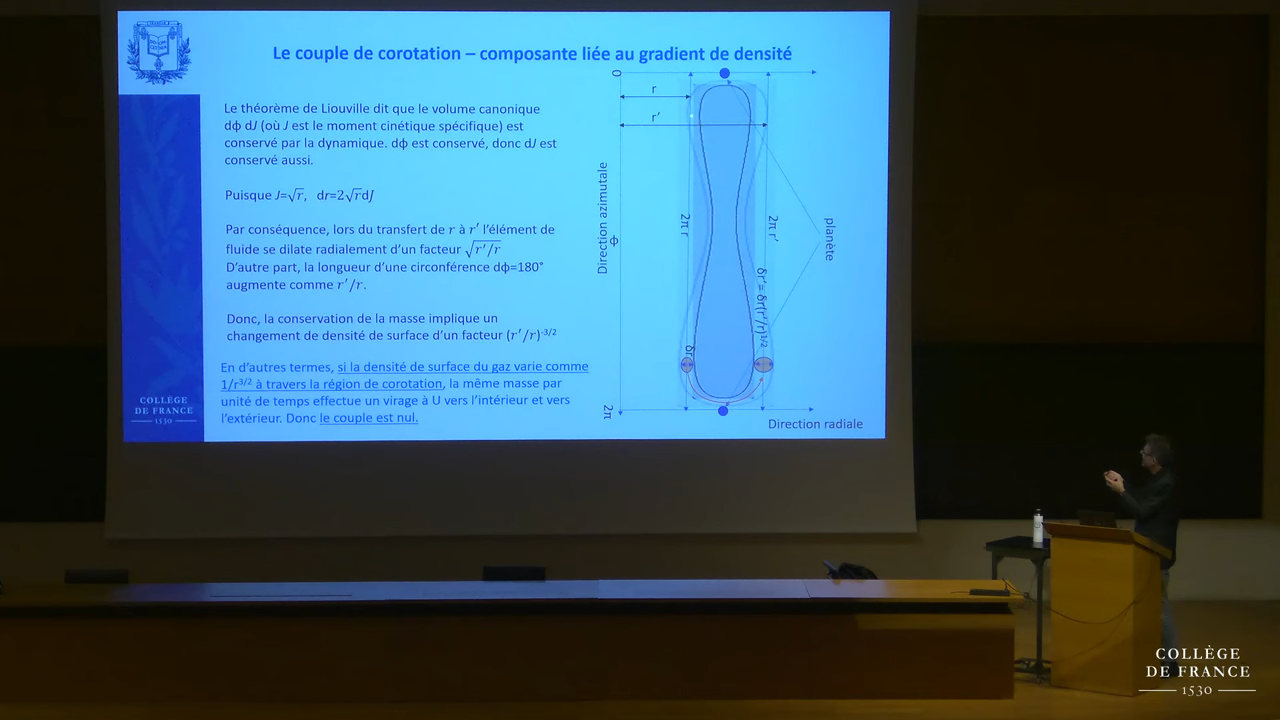 Le couple de corotation – composante liée au gradient de densité
Le théorème de Liouville dit que le volume canonique
dϕ dJ (où J est le moment cinétique spécifique) est
conservé par la dynamique. dϕ est conservé, donc dJ est
conservé aussi.
Puisque J=√r, dr=2√rdJ
Par conséquence, lors du transfert de r à r′ l'élément de
fluide se dilate radialement d'un facteur √r′/r
D'autre part, la longueur d'une circonférence dϕ=180°
augmente comme r′/r.
Donc, la conservation de la masse implique un
changement de densité de surface d'un facteur (r′/r)⁻³ᐟ²
En d'autres termes, si la densité de surface du gaz varie comme
1/r³ᐟ² à travers la région de corotation, la même masse par
unité de temps effectue un virage à U vers l'intérieur et vers
l'extérieur. Donc le couple est nul.
COLLÈGE
DE FRANCE
1530
0
r
r′
Direction azimutale
ϕ
2π r
2π r′
planète
δr
δr′= δr(r′/r)¹ᐟ²
2π
Direction radiale
COLLÈGE
DE FRANCE
1530